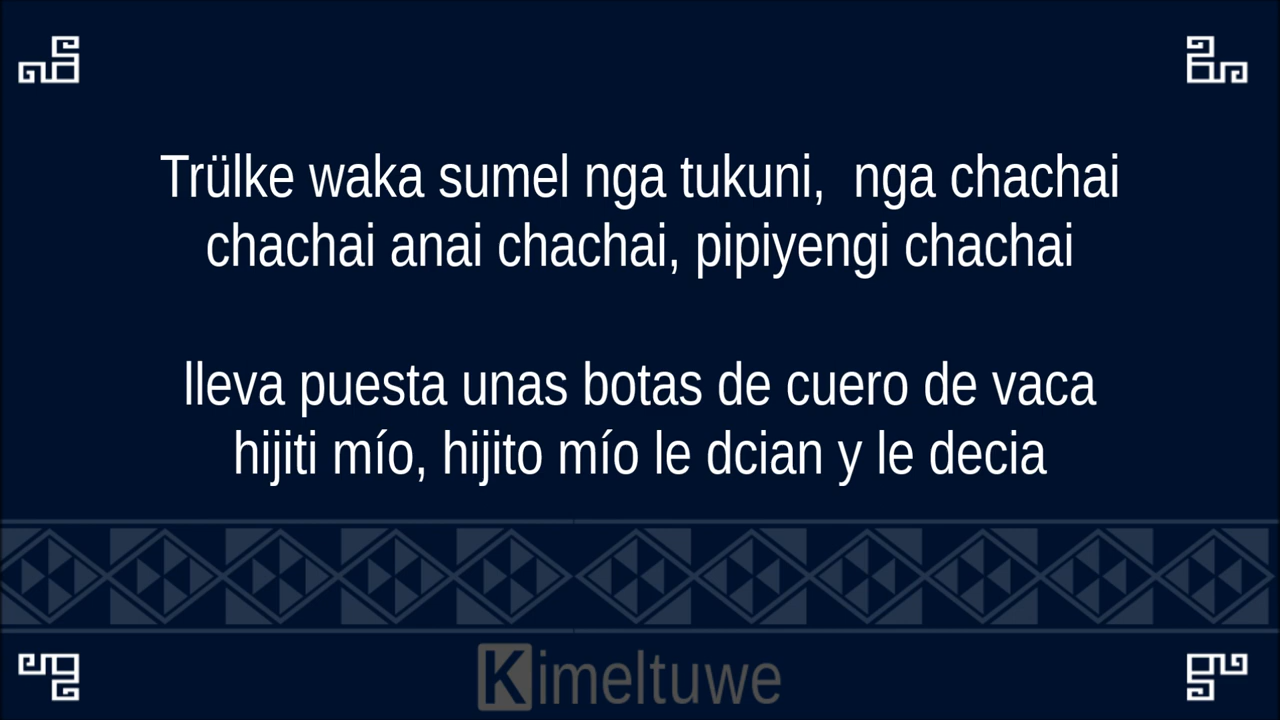 Trülke waka sumel nga tukuni,  nga chachai
chachai anai chachai, pipiyengi chachai
lleva puesta unas botas de cuero de vaca
hijiti mío, hijito mío le dcian y le decia
Kimeltuwe